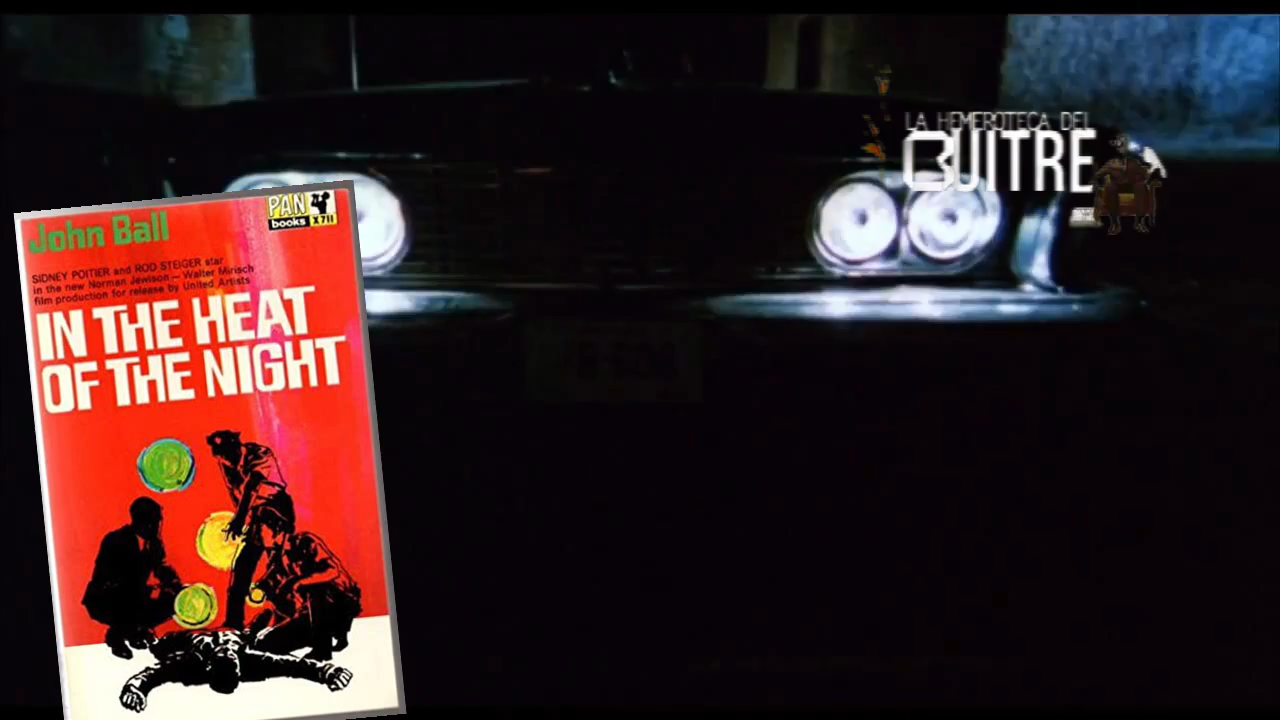 John Ball
PAN
books X711
SIDNEY POITIER and ROD STEIGER star
in the new Norman Jewison — Walter Mirisch
film production for release by United Artists
IN THE HEAT
OF THE NIGHT
LA HEMEROTECA DEL
BUITRE